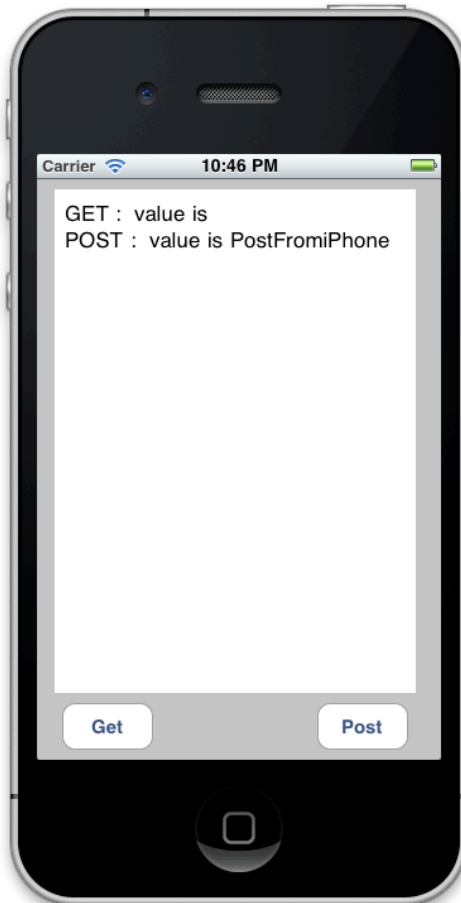 Carrier 10:46 PM
GET : value is
POST : value is PostFromiPhone
Get Post